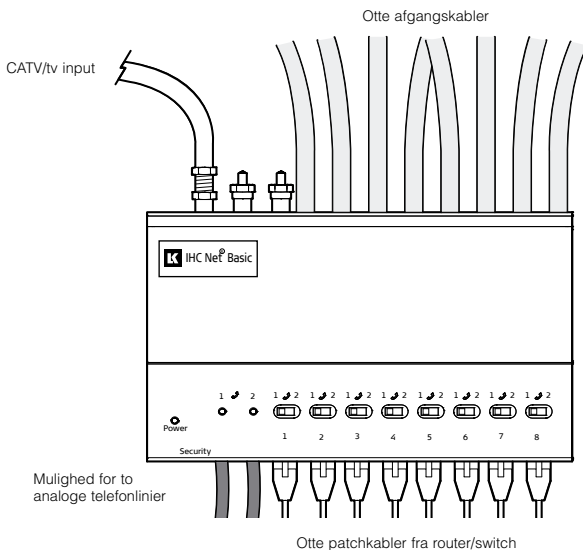 Otte afgangskabler
CATV/tv input
LK IHC Net® Basic
1 2 1 2 1 2 1 2 1 2 1 2 1 2 1 2 1 2
Power
1 2 3 4 5 6 7 8
Security
Mulighed for to
analoge telefonlinier
Otte patchkabler fra router/switch